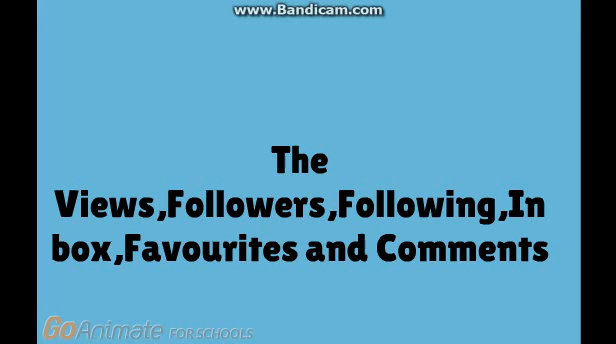 www.Bandicam.com
The
Views,Followers,Following,In
box,Favourites and Comments
GoAnimate FOR SCHOOLS